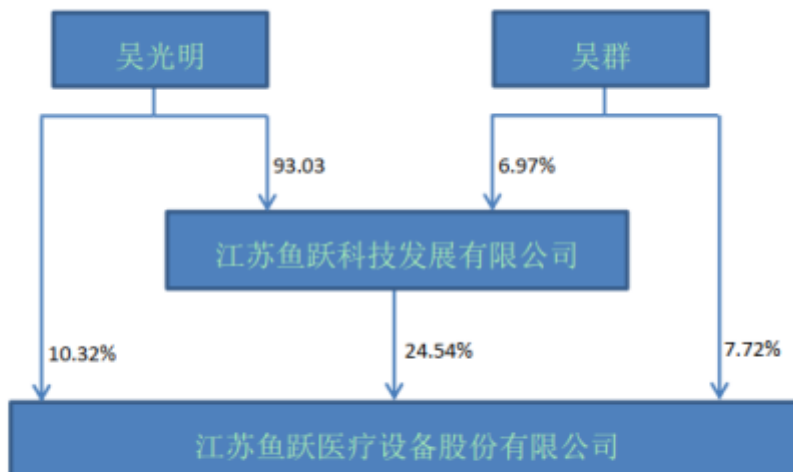 吴光明
吴群
93.03
6.97%
江苏鱼跃科技发展有限公司
10.32%
24.54%
7.72%
江苏鱼跃医疗设备股份有限公司